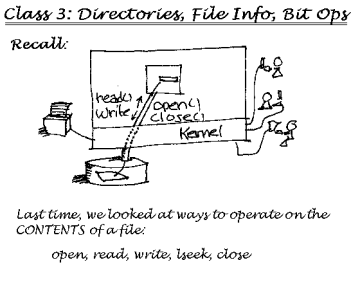 Class 3: Directories, File Info, Bit Ops
Recall:
read()
write
open()
close()
Kernel
Last time, we looked at ways to operate on the
CONTENTS of a file:
open, read, write, lseek, close